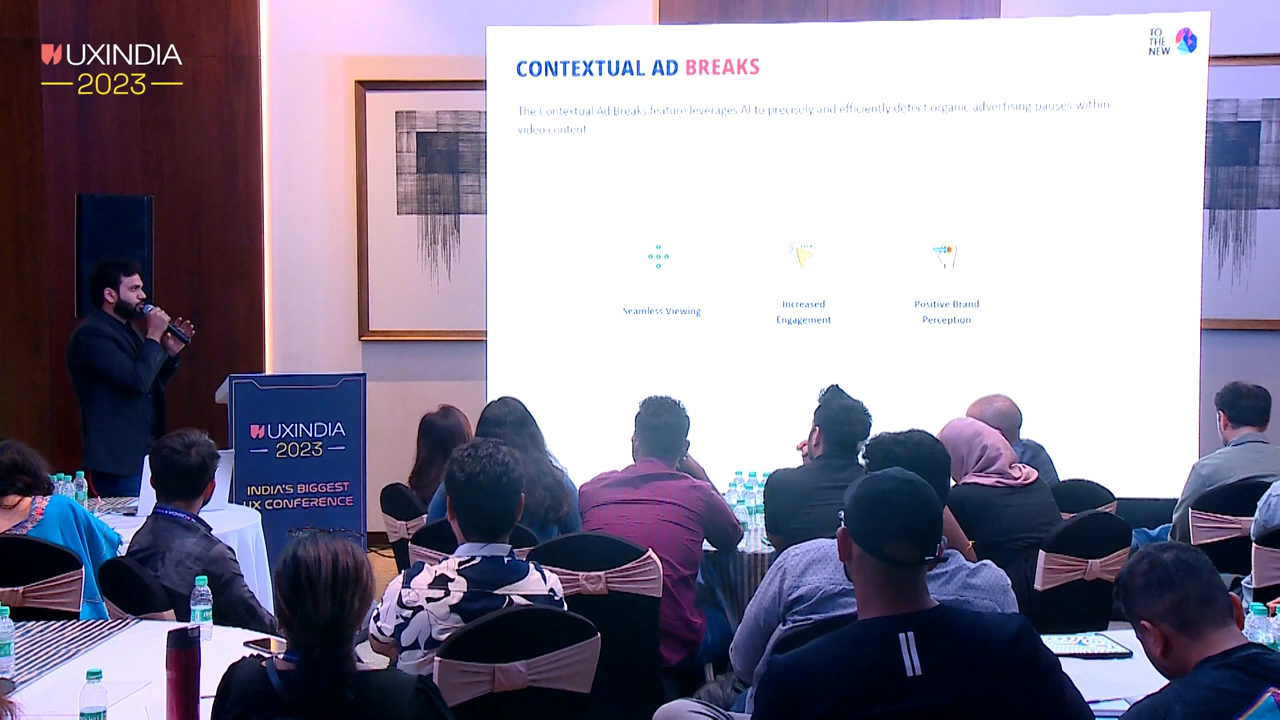 UXINDIA
2023
TO
THE
NEW
CONTEXTUAL AD BREAKS
The Contextual Ad Breaks feature leverages AI to precisely and efficiently detect organic advertising pauses within
video content
Seamless Viewing
Increased
Engagement
Positive Brand
Perception
UXINDIA
2023
INDIA'S BIGGEST
UX CONFERENCE